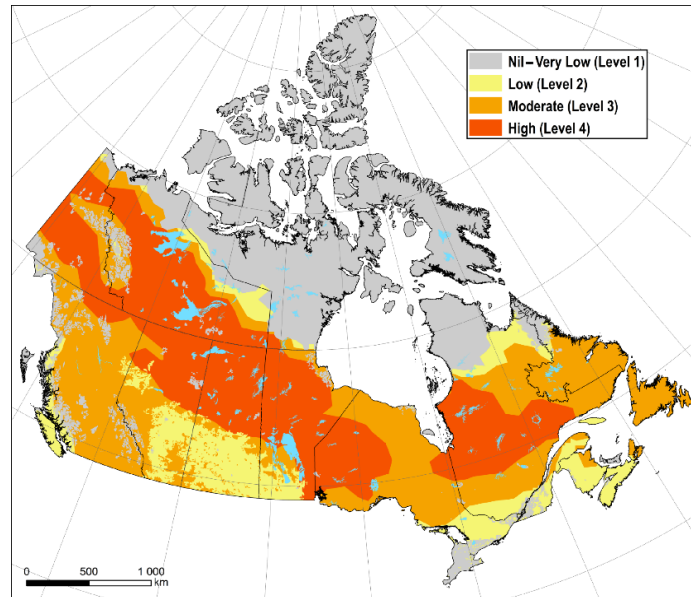 Nil–Very Low (Level 1)
Low (Level 2)
Moderate (Level 3)
High (Level 4)
0 500 1 000
km